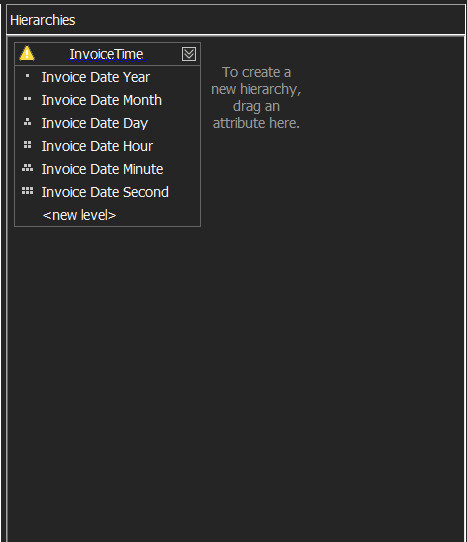 Hierarchies
InvoiceTime
Invoice Date Year
Invoice Date Month
Invoice Date Day
Invoice Date Hour
Invoice Date Minute
Invoice Date Second
<new level>
To create a
new hierarchy,
drag an
attribute here.